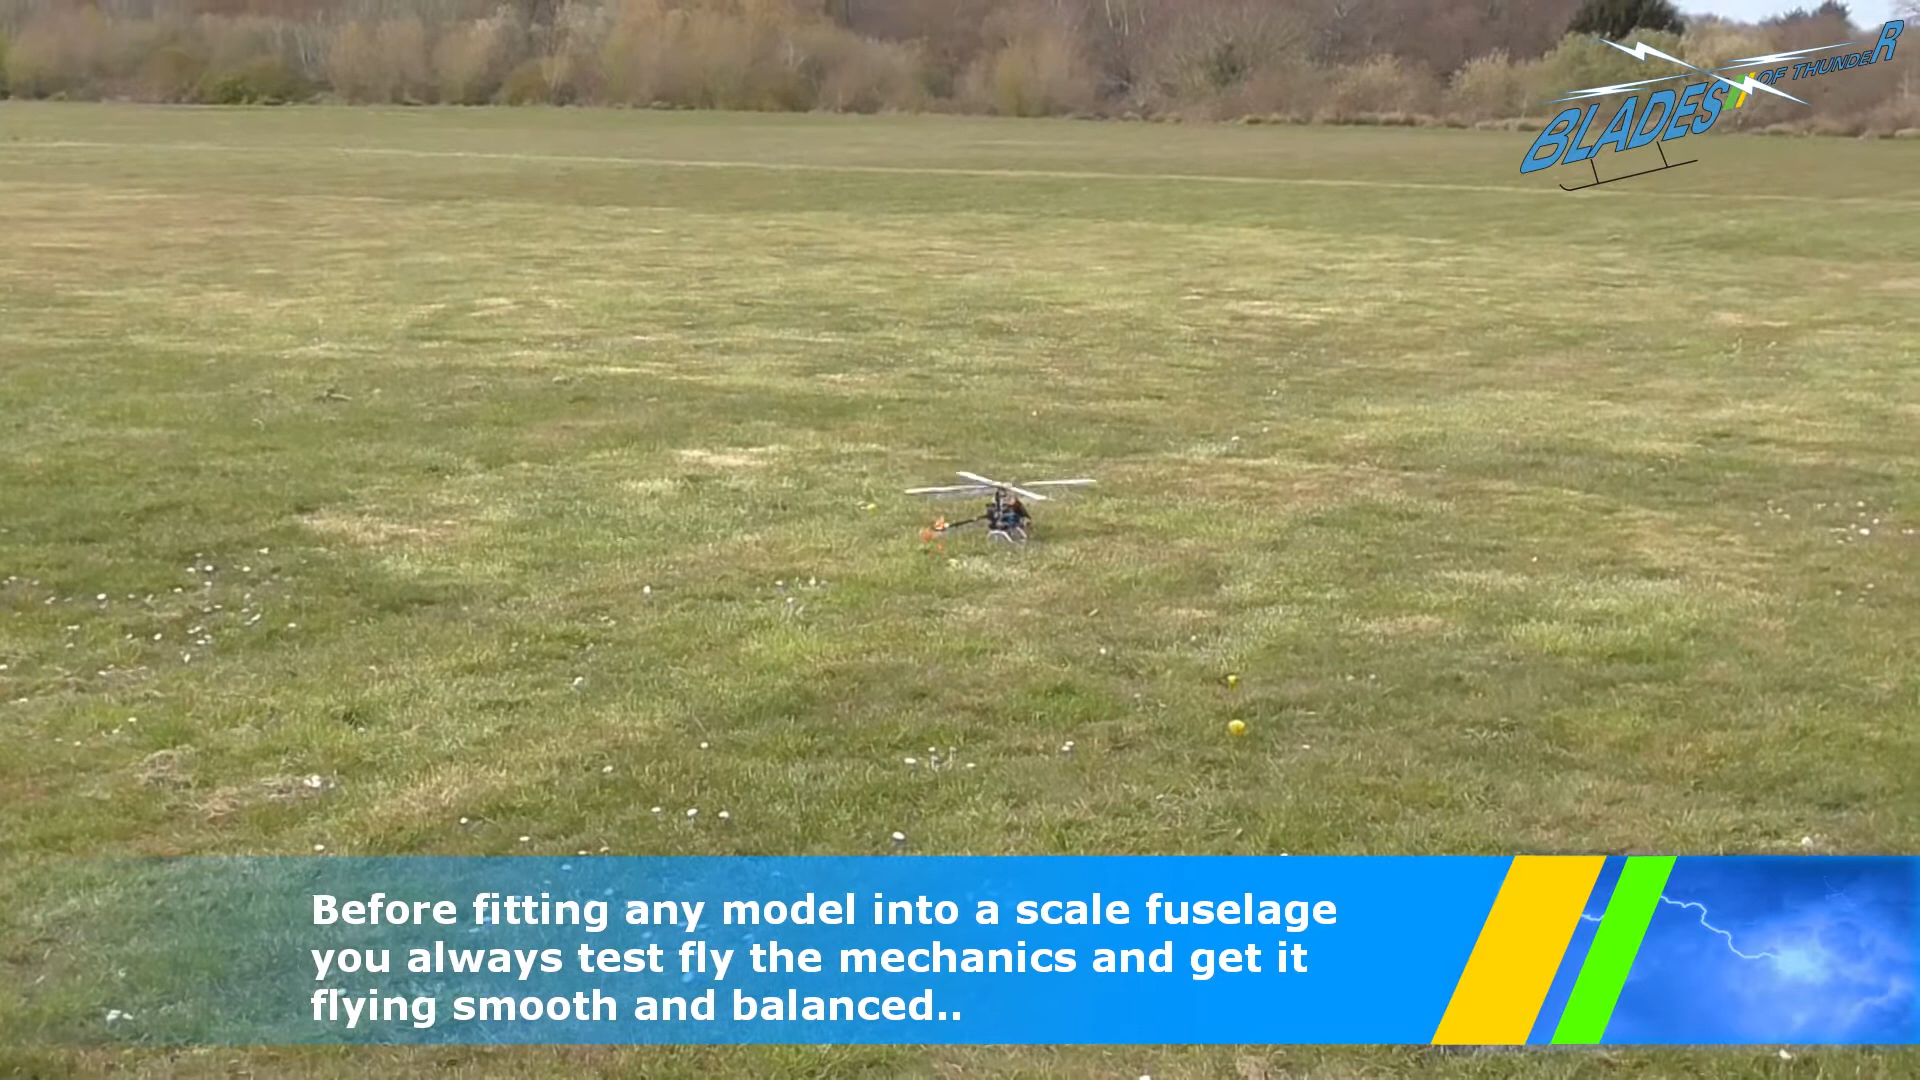 BLADES OF THUNDER
Before fitting any model into a scale fuselage
you always test fly the mechanics and get it
flying smooth and balanced..